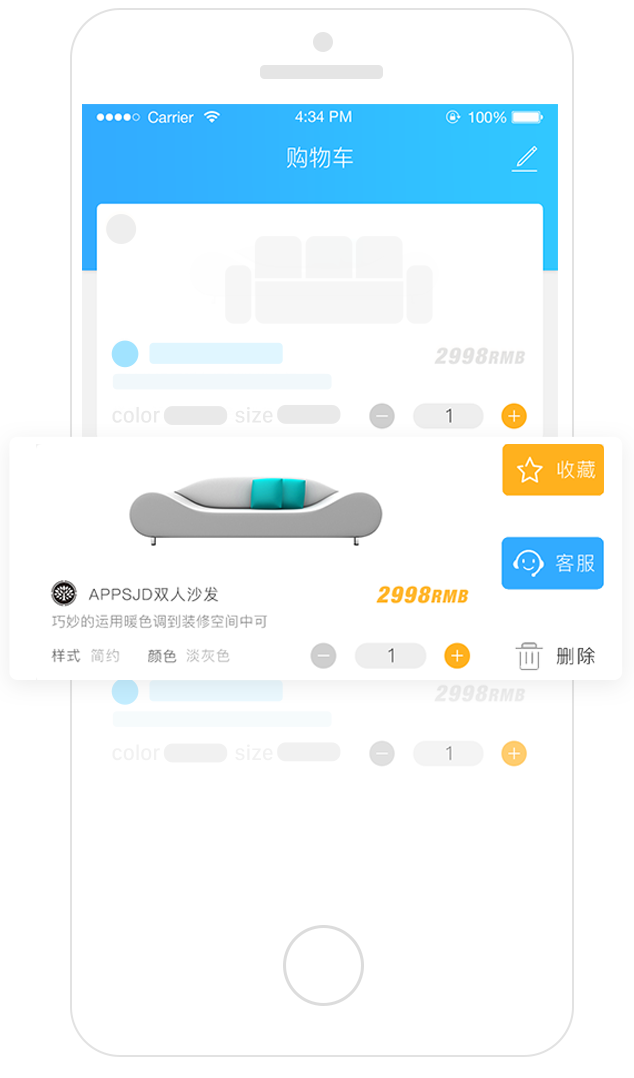 Carrier 4:34 PM 100%
购物车
2998RMB
color size 1
收藏
客服
APPSJD双人沙发 2998RMB
巧妙的运用暖色调到装修空间中可
样式 简约 颜色 淡灰色 1 删除
2998RMB
color size 1